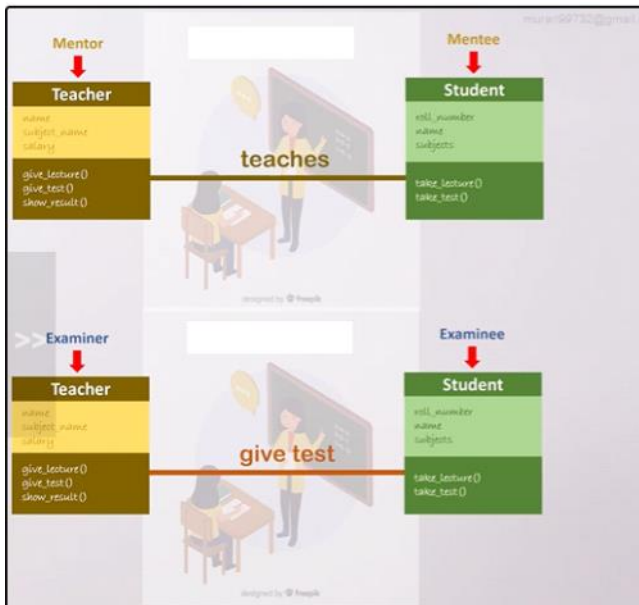 Mentor
Mentee
Teacher
Student
name
subject_name
salary
roll_number
name
subjects
teaches
give_lecture()
give_test()
show_result()
take_lecture()
take_test()
designed by freepik
>>
Examiner
Examinee
Teacher
Student
name
subject_name
salary
roll_number
name
subjects
give test
give_lecture()
give_test()
show_result()
take_lecture()
take_test()
designed by freepik